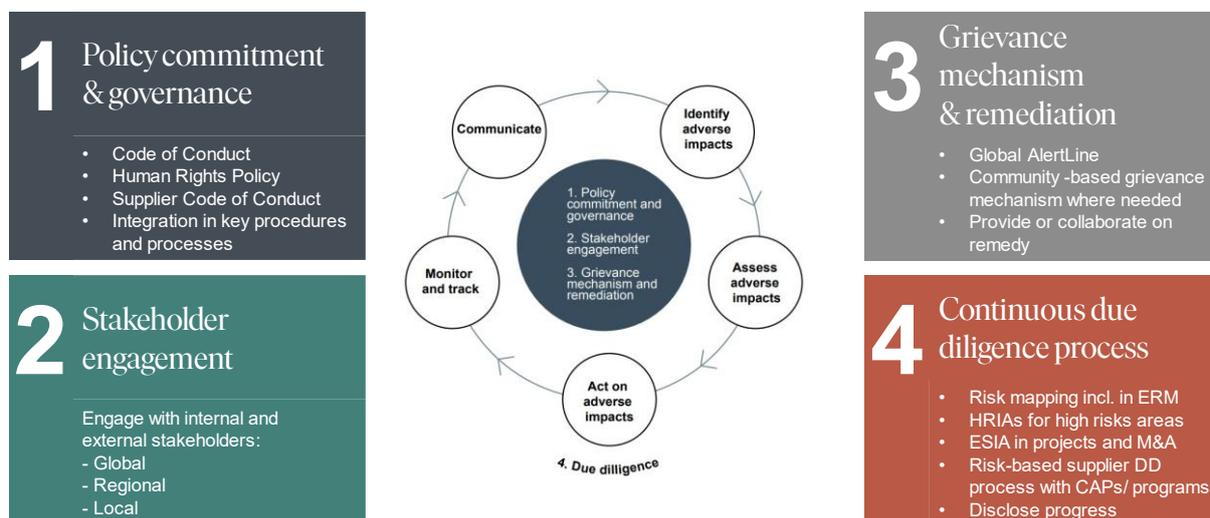 1
Policy commitment
& governance
• Code of Conduct
• Human Rights Policy
• Supplier Code of Conduct
• Integration in key procedures
and processes
2
Stakeholder
engagement
Engage with internal and
external stakeholders:
- Global
- Regional
- Local
Communicate
Identify
adverse
impacts
Assess
adverse
impacts
Act on
adverse
impacts
Monitor
and track
1. Policy
commitment and
governance
2. Stakeholder
engagement
3. Grievance
mechanism and
remediation
4. Due dilligence
3
Grievance
mechanism
& remediation
• Global AlertLine
• Community -based grievance
mechanism where needed
• Provide or collaborate on
remedy
4
Continuous due
diligence process
• Risk mapping incl. in ERM
• HRIAs for high risks areas
• ESIA in projects and M&A
• Risk-based supplier DD
process with CAPs/ programs
• Disclose progress